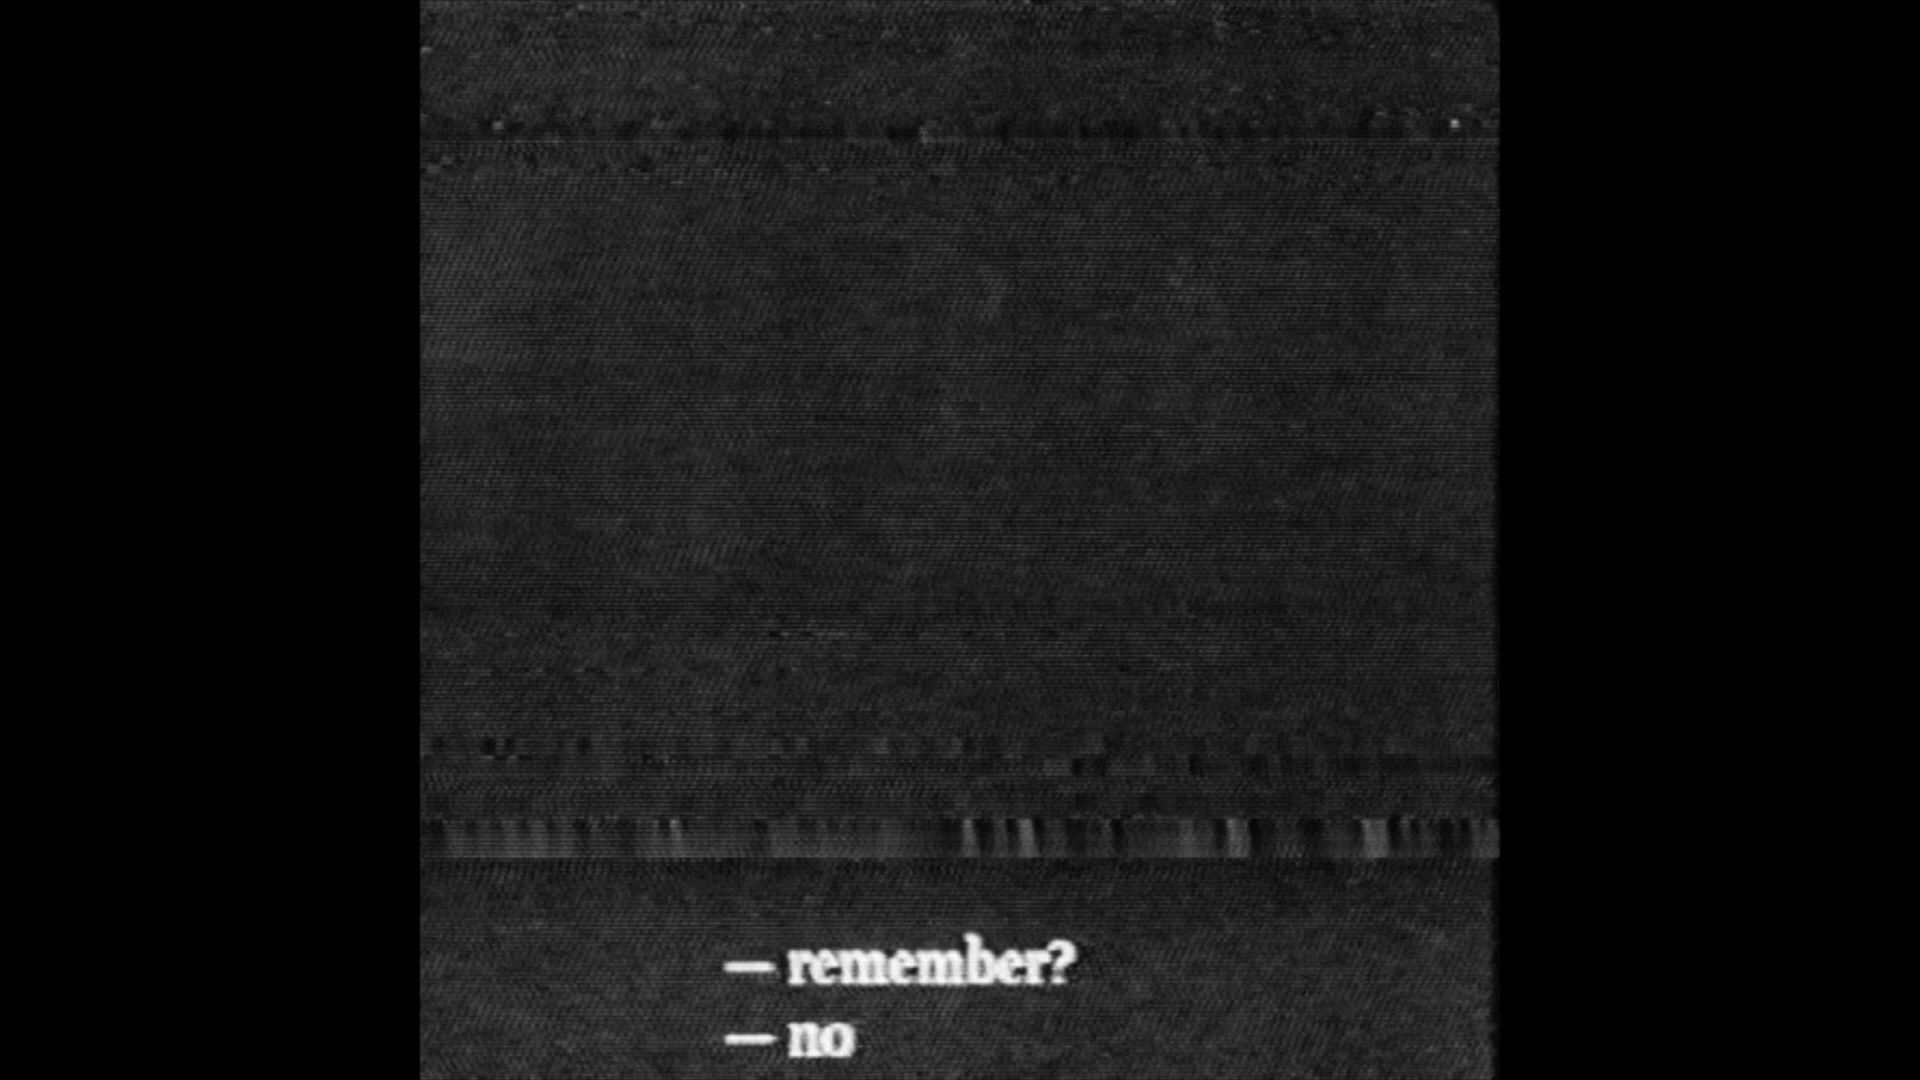 — remember?
— no